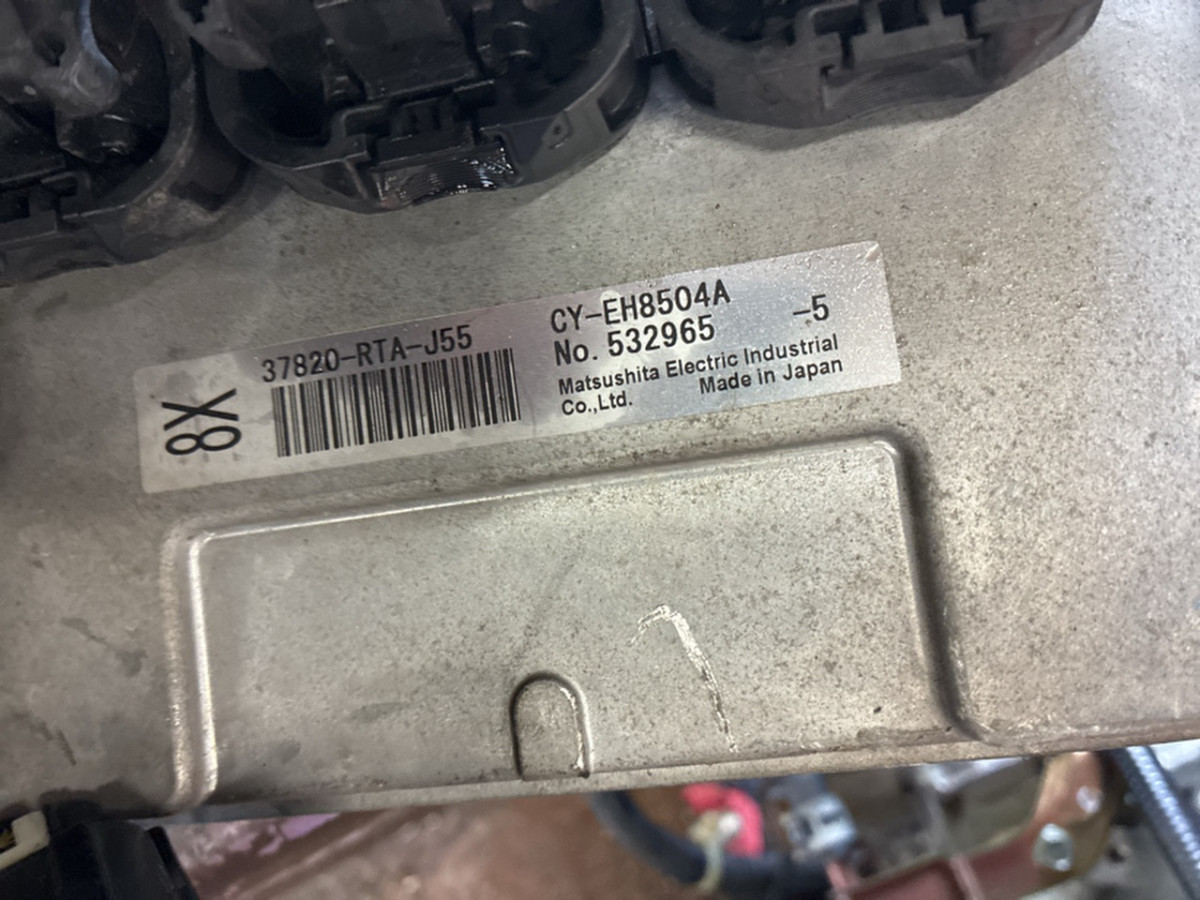 8X
37820-RTA-J55
CY-EH8504A
No. 532965 -5
Matsushita Electric Industrial
Co.,Ltd. Made in Japan